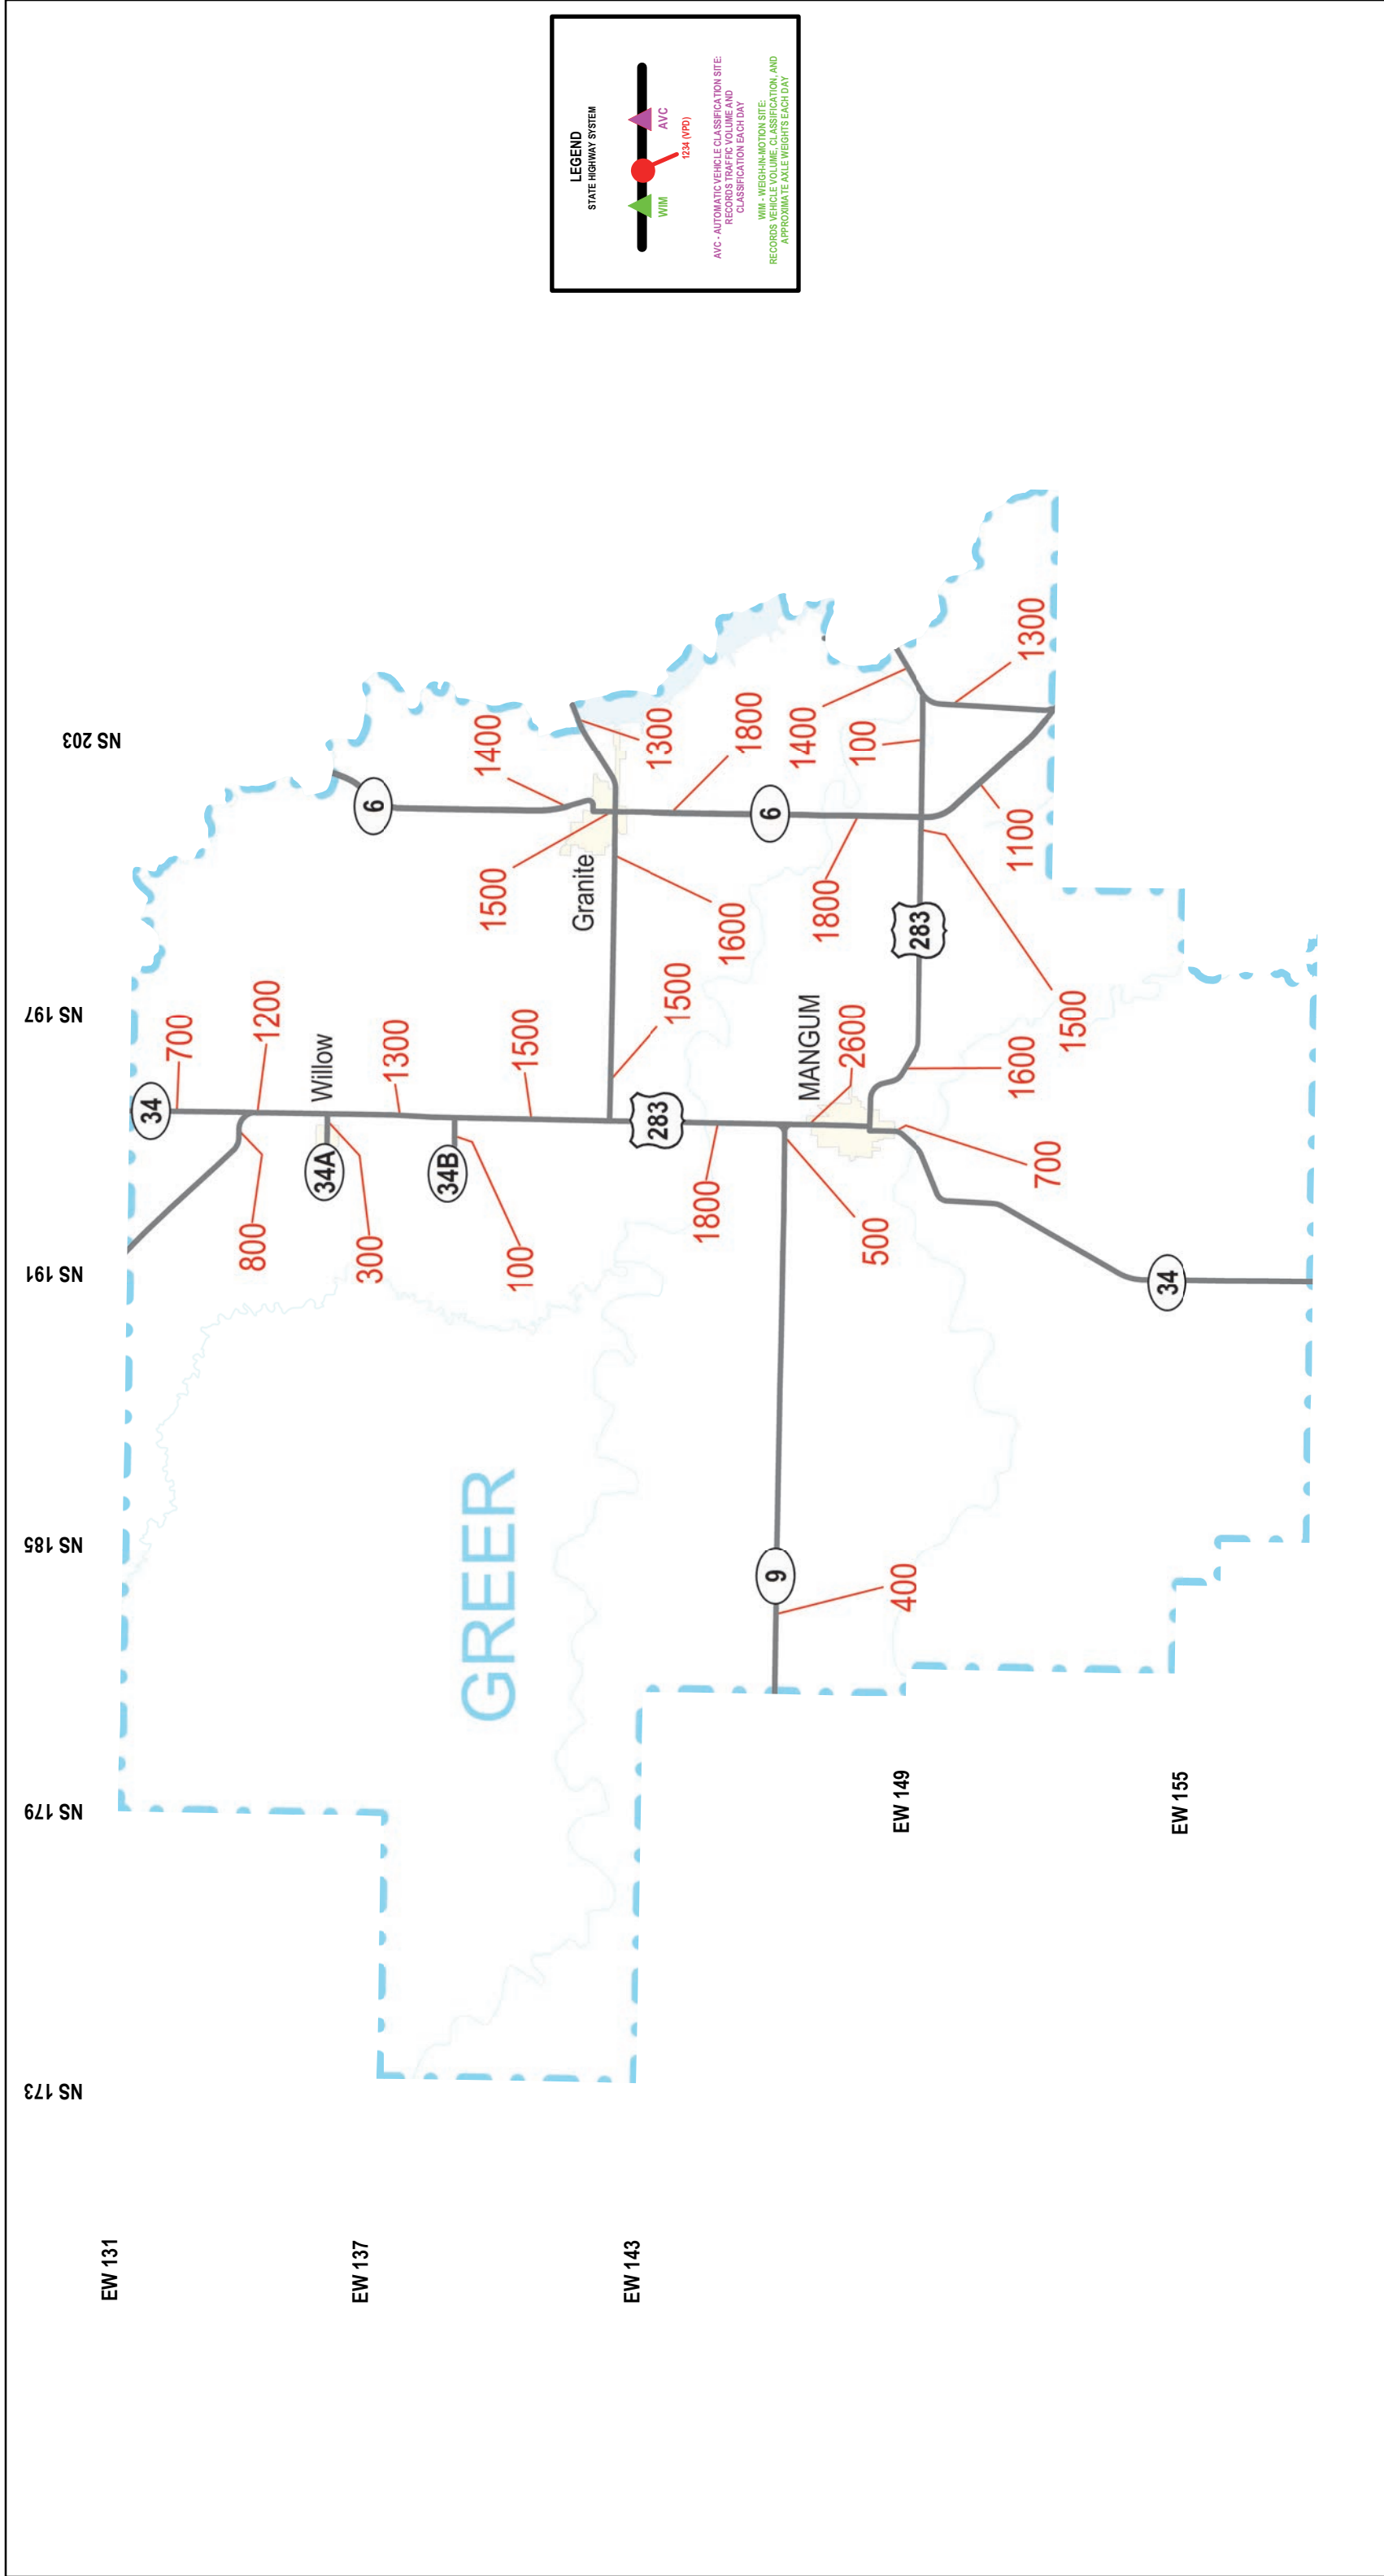 LEGEND
STATE HIGHWAY SYSTEM
WIM
AVC
1234 (VPD)
AVC - AUTOMATIC VEHICLE CLASSIFICATION SITE:
RECORDS TRAFFIC VOLUME AND
CLASSIFICATION EACH DAY
WIM - WEIGH-IN-MOTION SITE:
RECORDS VEHICLE VOLUME, CLASSIFICATION, AND
APPROXIMATE AXLE WEIGHTS EACH DAY
NS 203
NS 197
NS 191
NS 185
NS 179
NS 173
EW 131
EW 137
EW 143
EW 149
EW 155
GREER
34
700
1200
800
Willow
34A
300
1300
34B
100
1500
6
1400
1500
Granite
1300
1600
1500
1800
283
1800
6
1400
100
1300
1800
1100
283
1500
MANGUM
2600
1600
500
700
34
9
400